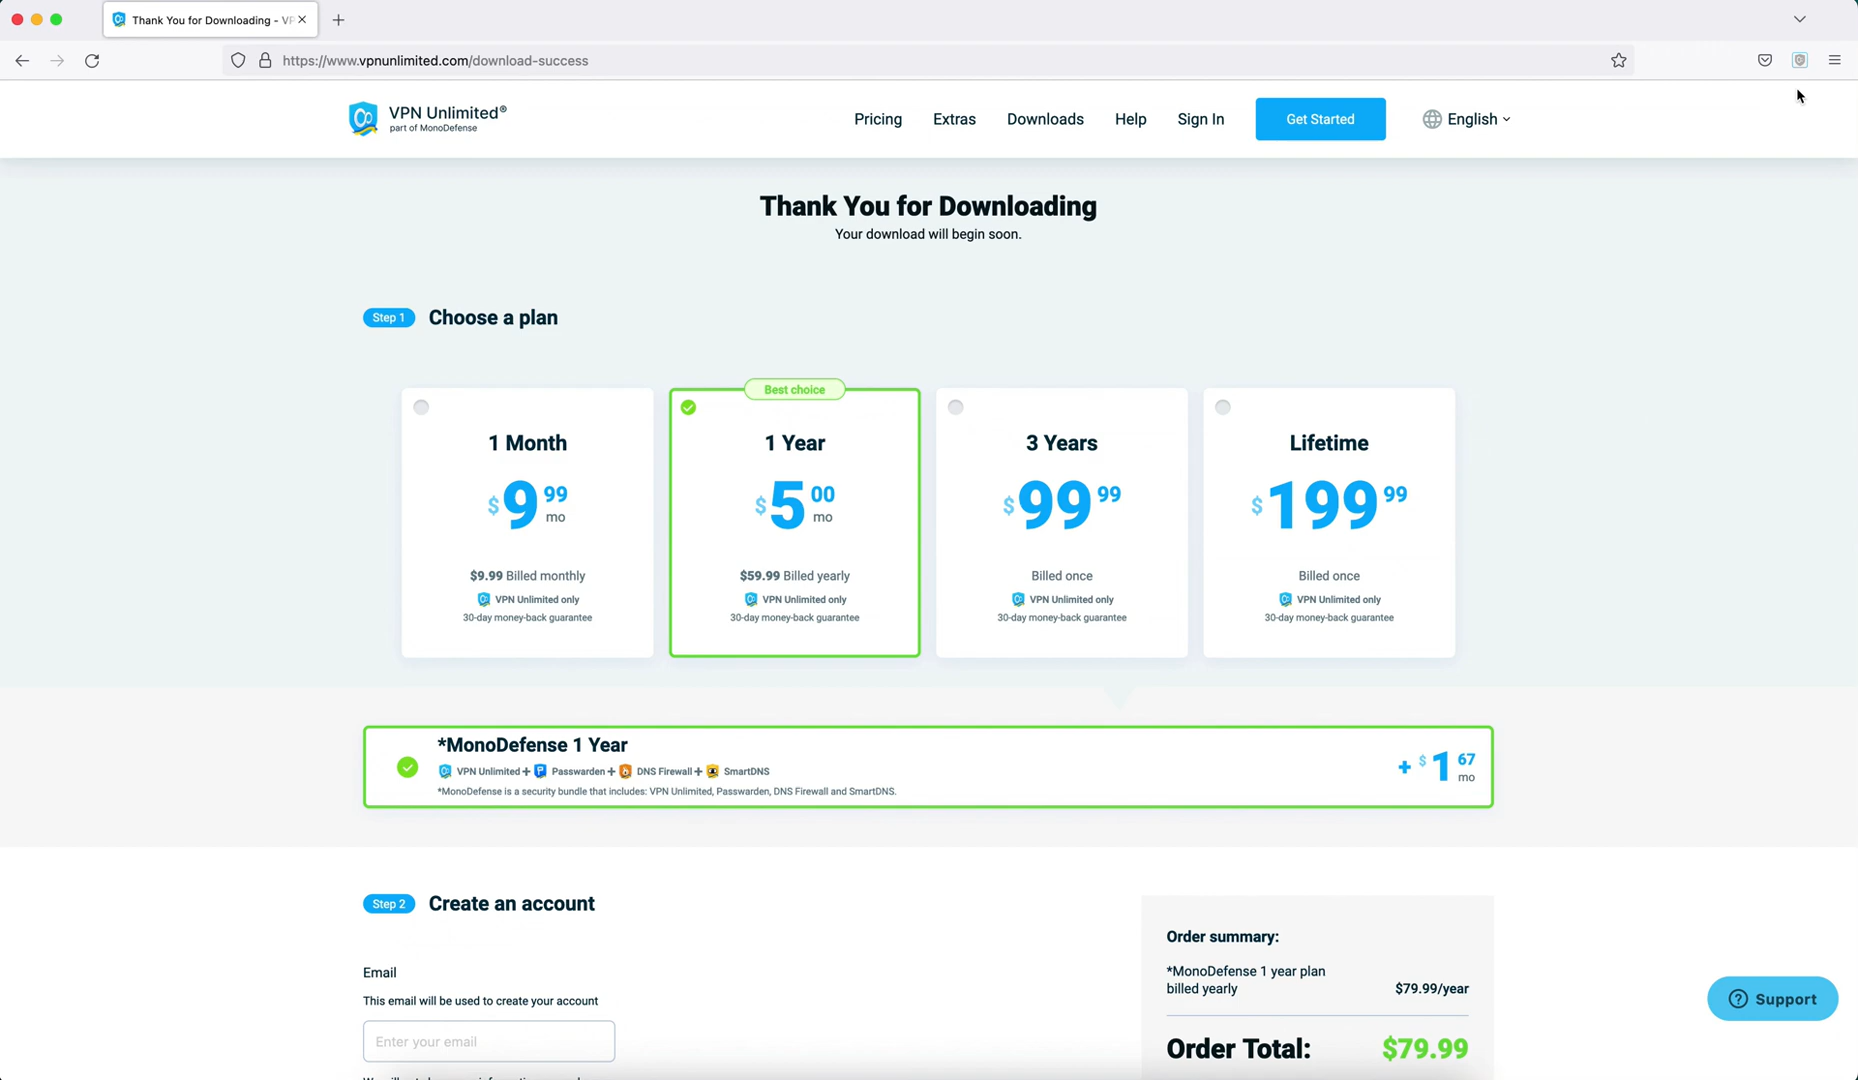 Thank You for Downloading - VP
https://www.vpnunlimited.com/download-success
VPN Unlimited®
part of MonoDefense
Pricing
Extras
Downloads
Help
Sign In
Get Started
English
Thank You for Downloading
Your download will begin soon.
Step 1 Choose a plan
1 Month
$9 99 mo
$9.99 Billed monthly
VPN Unlimited only
30-day money-back guarantee
Best choice
1 Year
$5 00 mo
$59.99 Billed yearly
VPN Unlimited only
30-day money-back guarantee
3 Years
$99 99
Billed once
VPN Unlimited only
30-day money-back guarantee
Lifetime
$199 99
Billed once
VPN Unlimited only
30-day money-back guarantee
*MonoDefense 1 Year
VPN Unlimited + Passwarden + DNS Firewall + SmartDNS
*MonoDefense is a security bundle that includes: VPN Unlimited, Passwarden, DNS Firewall and SmartDNS.
+ $1 67 mo
Step 2 Create an account
Email
This email will be used to create your account
Enter your email
Order summary:
*MonoDefense 1 year plan
billed yearly $79.99/year
Order Total: $79.99
Support